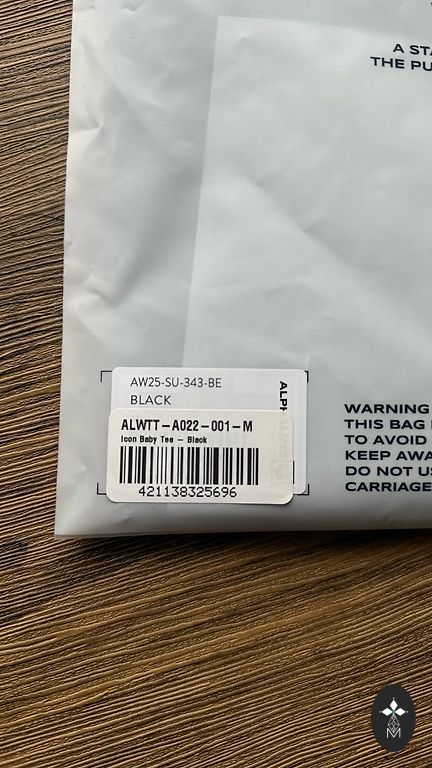 A STA
THE PU
AW25-SU-343-BE
BLACK
ALPH
ALWTT-A022-001-M
Icon Baby Tee - Black
421138325696
WARNING
THIS BAG
TO AVOID
KEEP AWA
DO NOT US
CARRIAGE